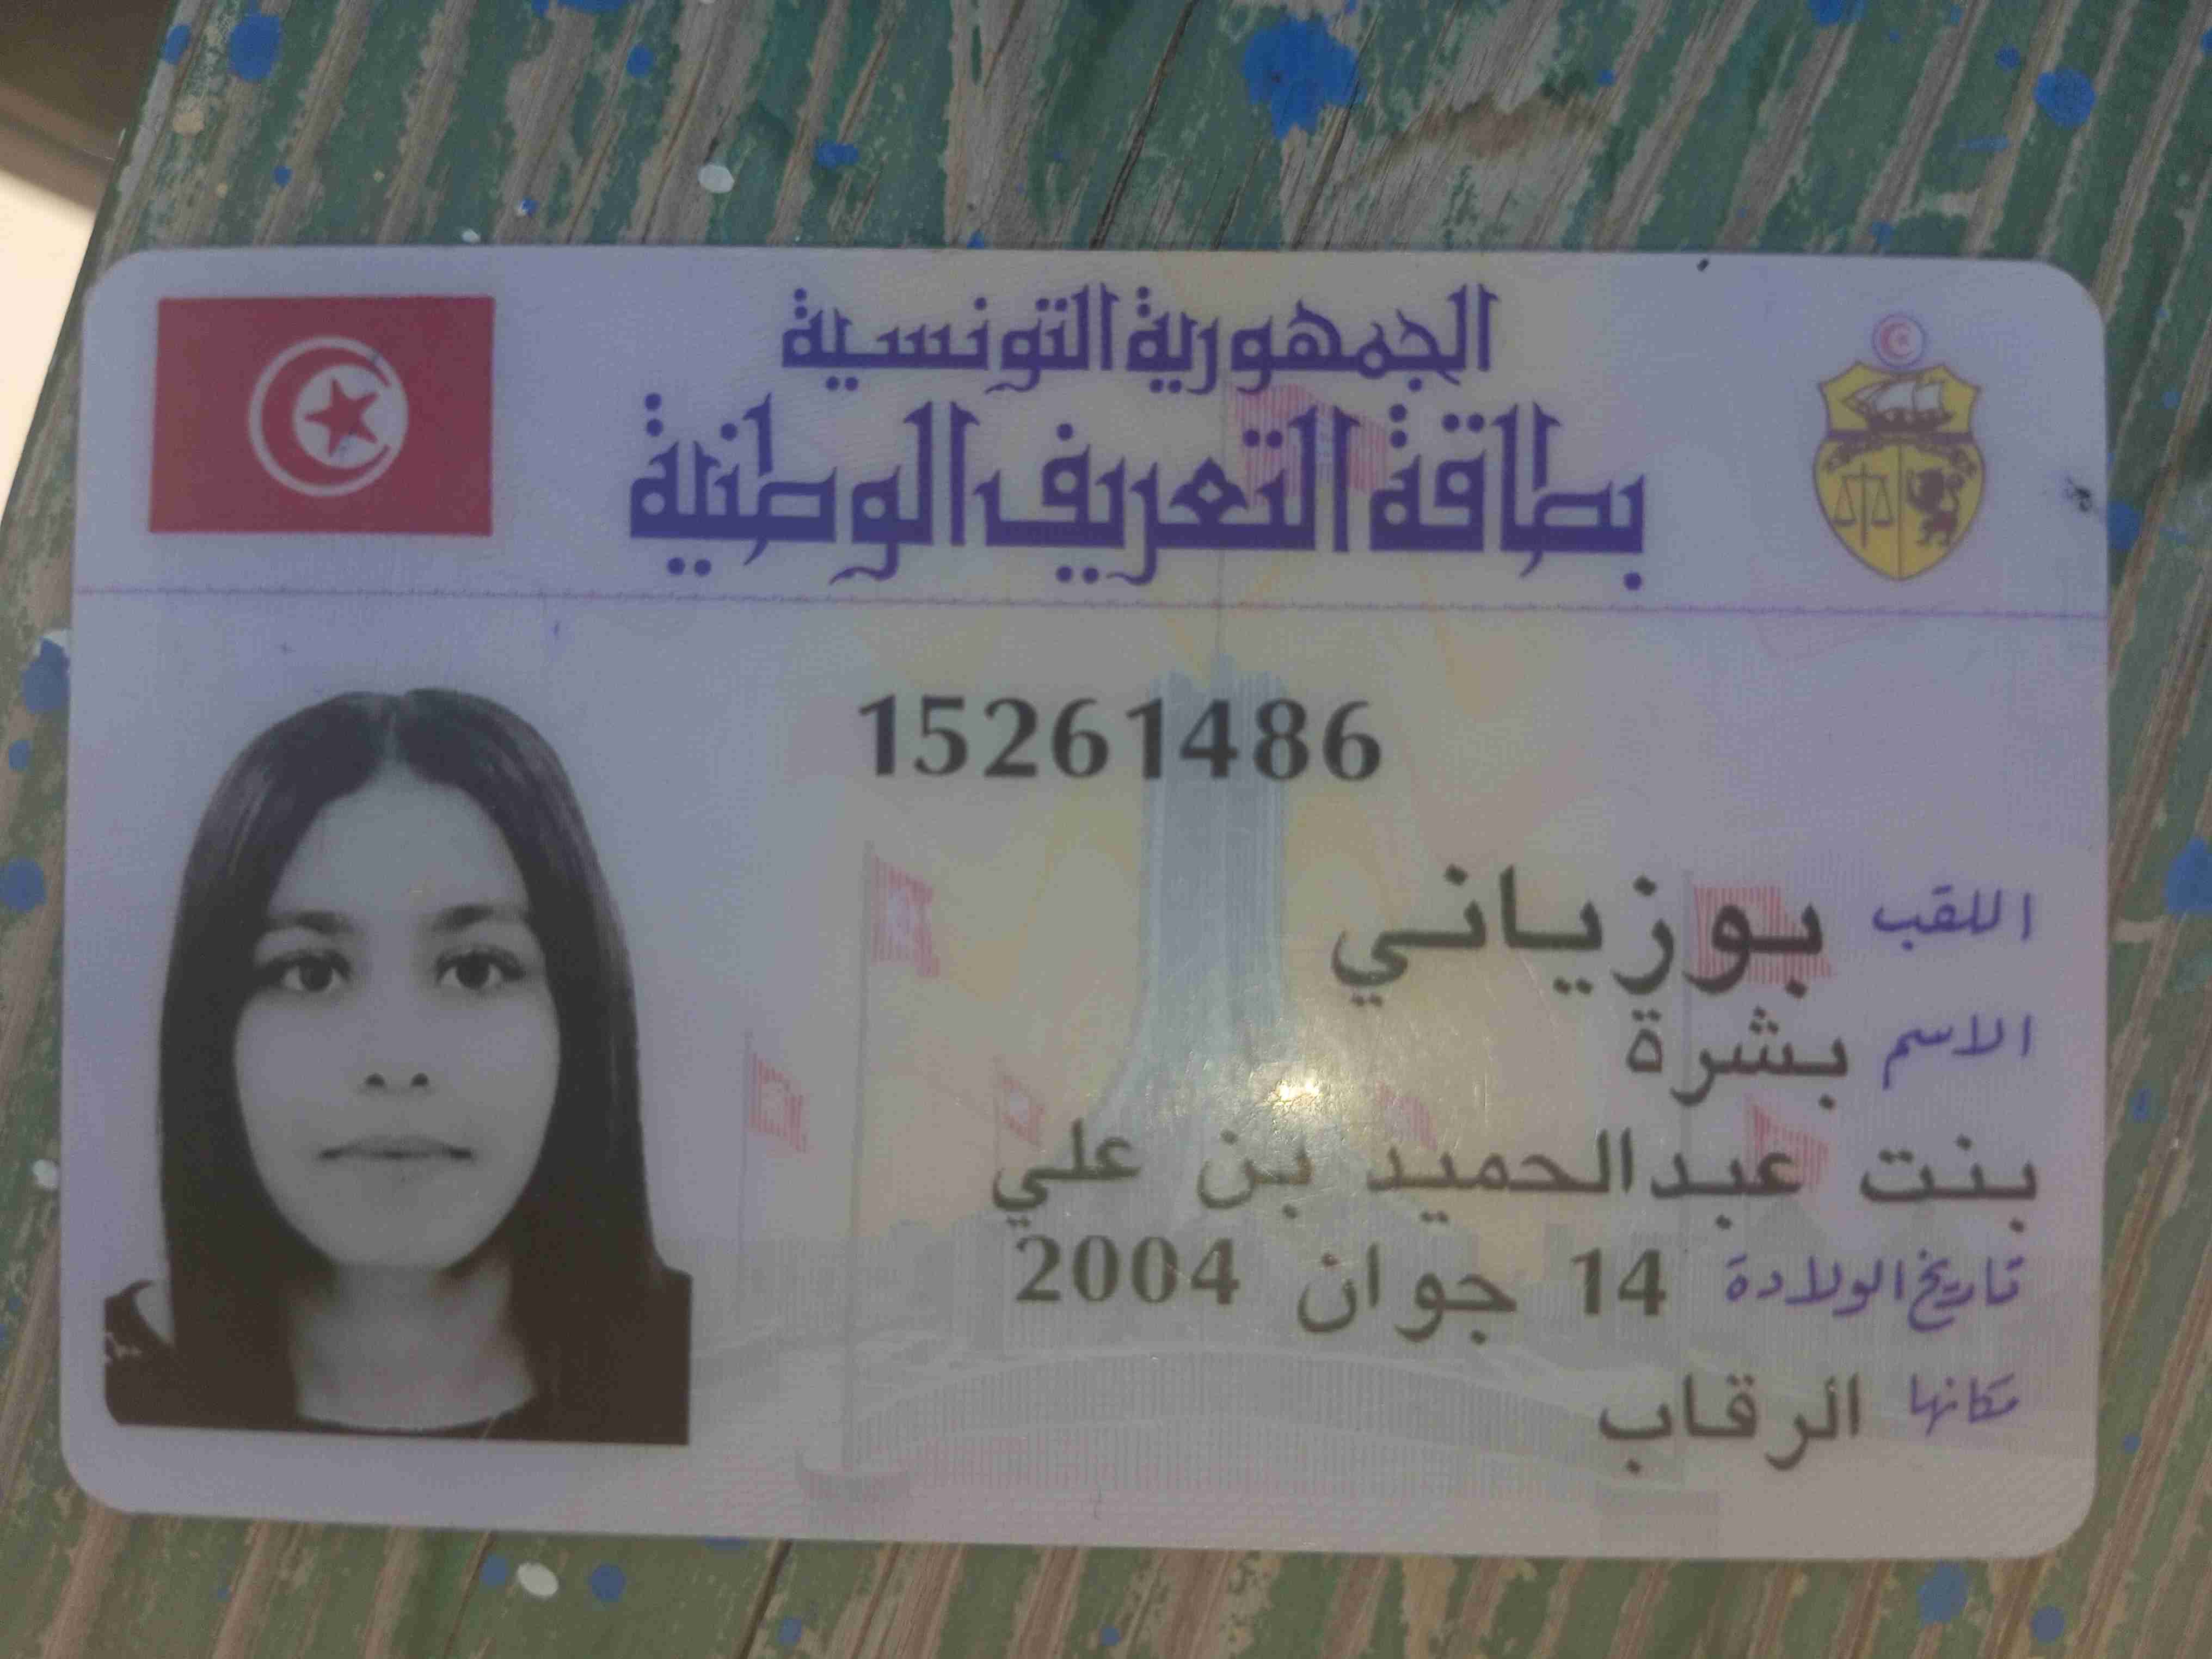 الجمهورية التونسية
بطاقة التعريف الوطنية
15261486
اللقب بوزياني
الاسم بشرة
بنت عبدالحميد بن علي
تاريخ الولادة 14 جوان 2004
مكانها الرقاب